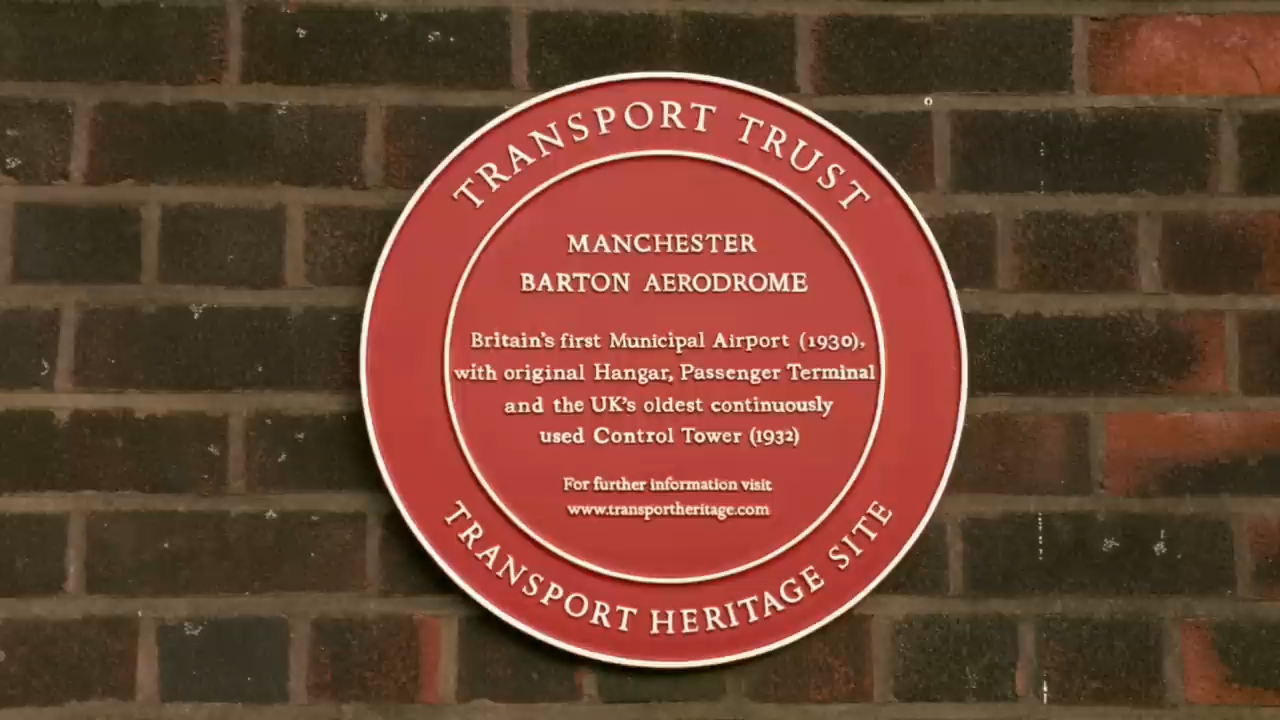 TRANSPORT TRUST
MANCHESTER
BARTON AERODROME
Britain's first Municipal Airport (1930),
with original Hangar, Passenger Terminal
and the UK's oldest continuously
used Control Tower (1932)
For further information visit
www.transportheritage.com
TRANSPORT HERITAGE SITE